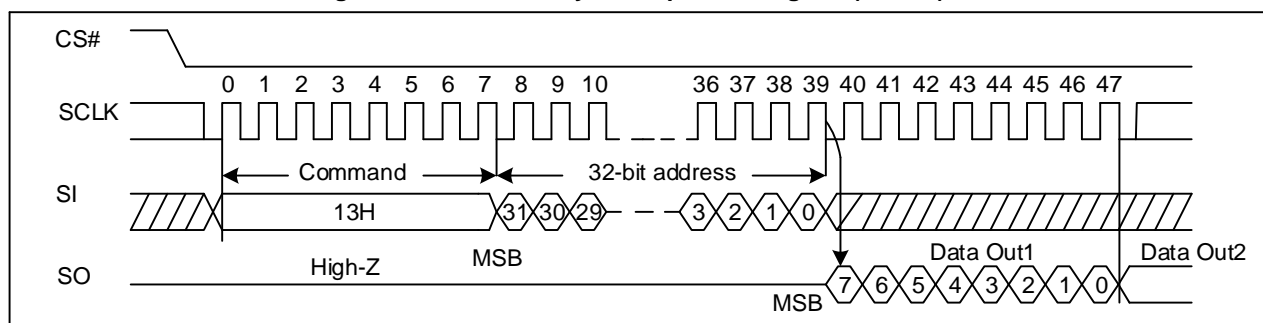 CS#
0 1 2 3 4 5 6 7 8 9 10 36 37 38 39 40 41 42 43 44 45 46 47
SCLK
Command 32-bit address
SI
13H 31 30 29 3 2 1 0
High-Z MSB Data Out1 Data Out2
SO
MSB 7 6 5 4 3 2 1 0